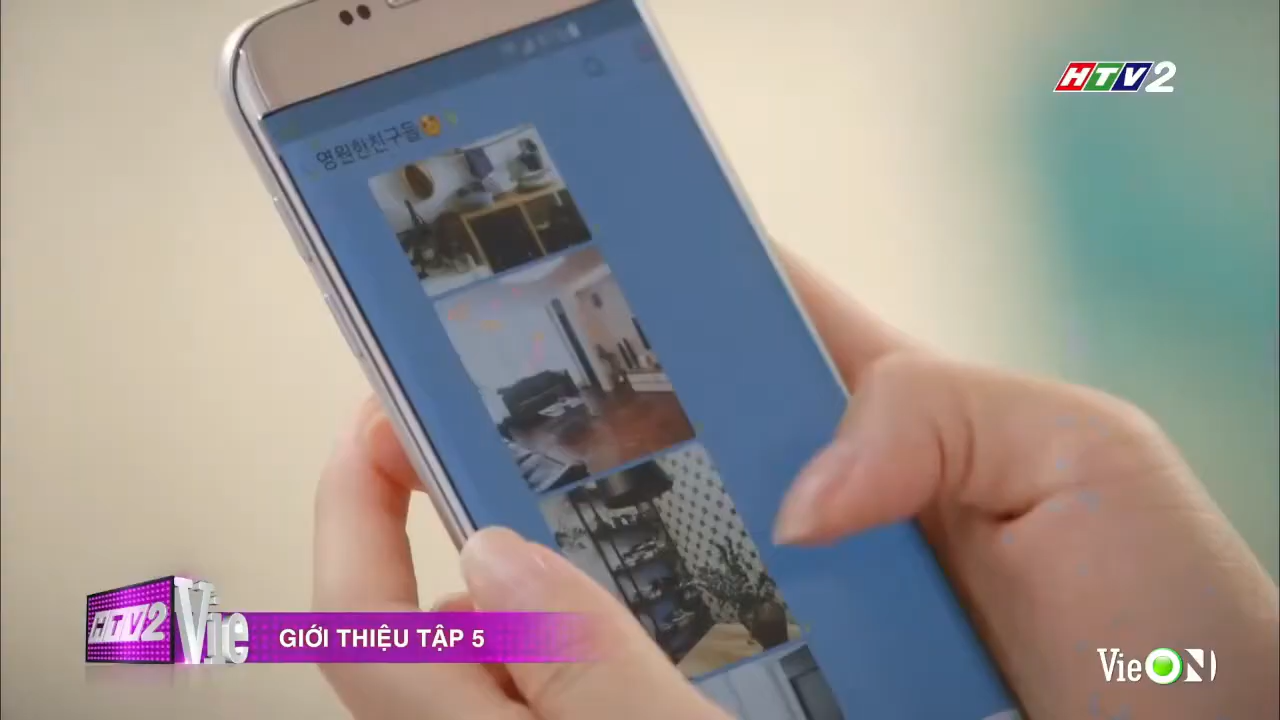 HTV2
영원한친구들
HTV2
Vie
GIỚI THIỆU TẬP 5
VieON